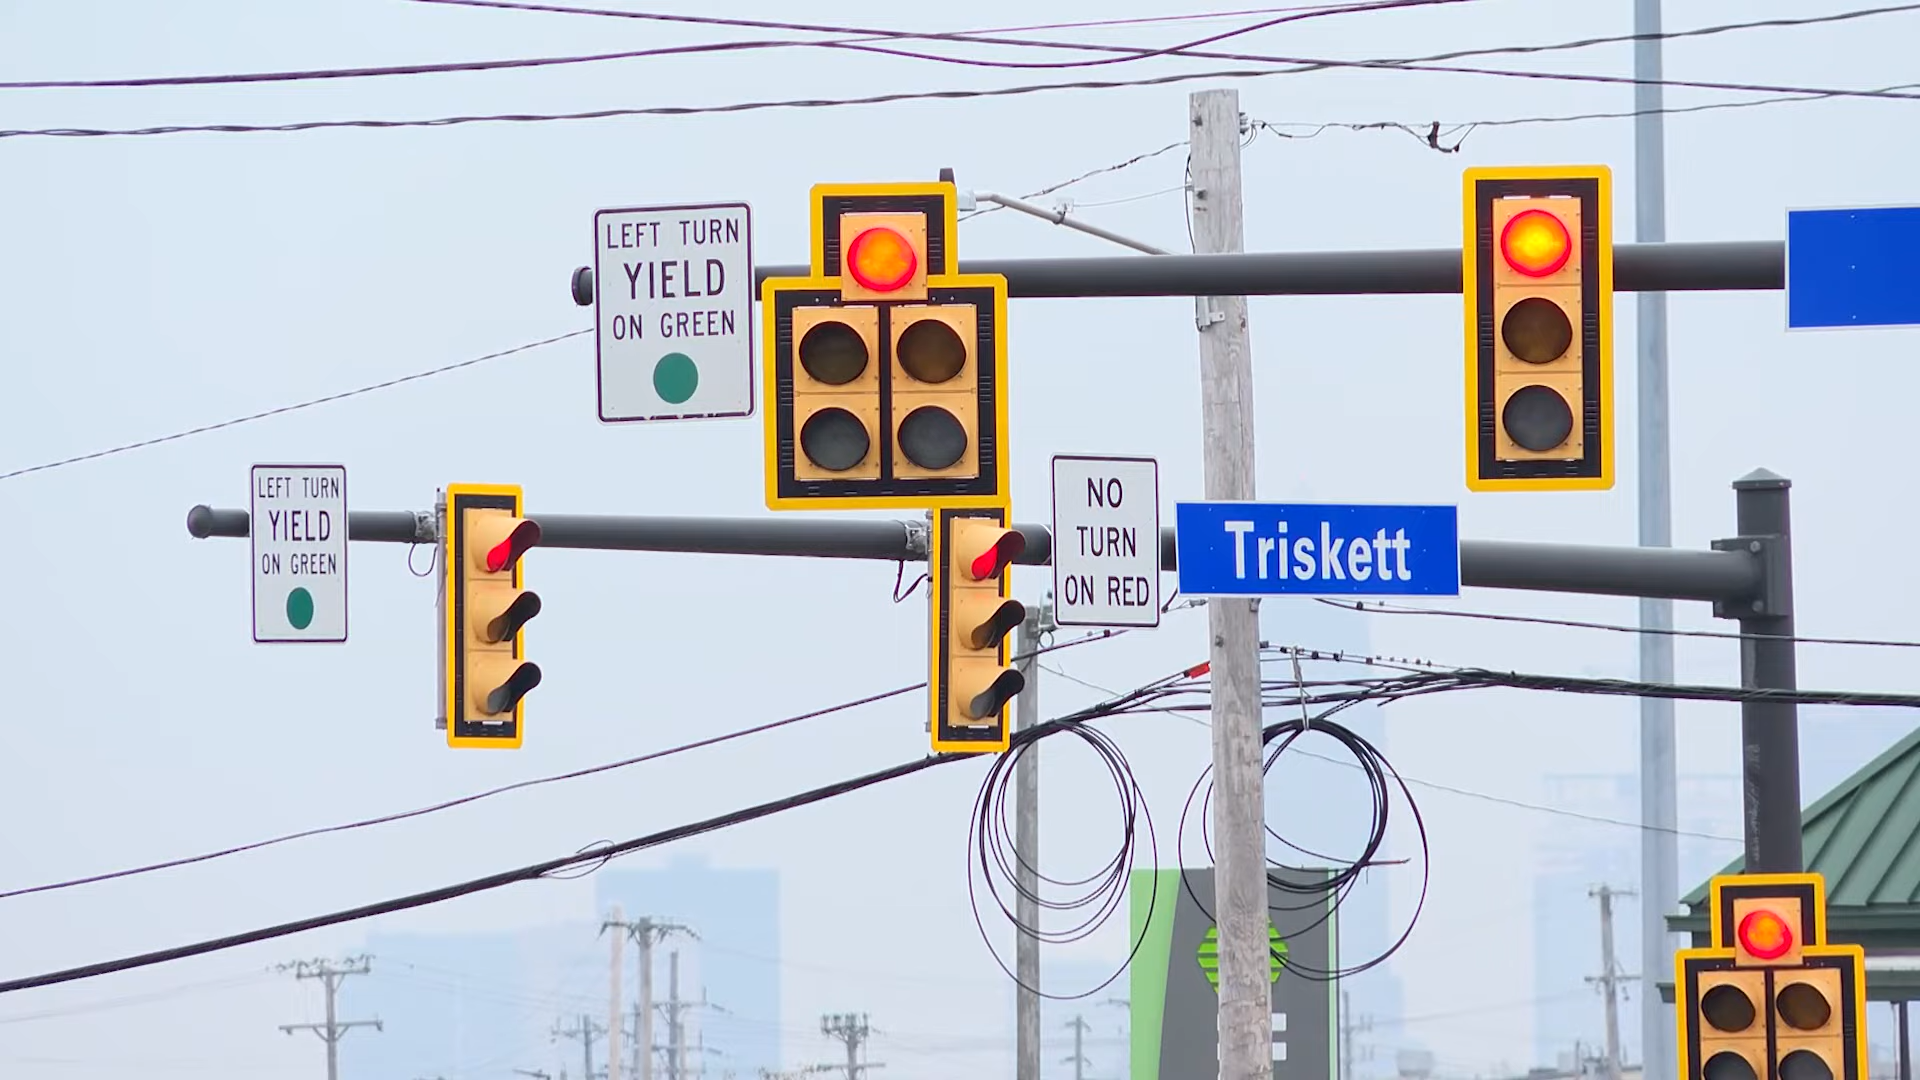 LEFT TURN
YIELD
ON GREEN
LEFT TURN
YIELD
ON GREEN
NO
TURN
ON RED
Triskett